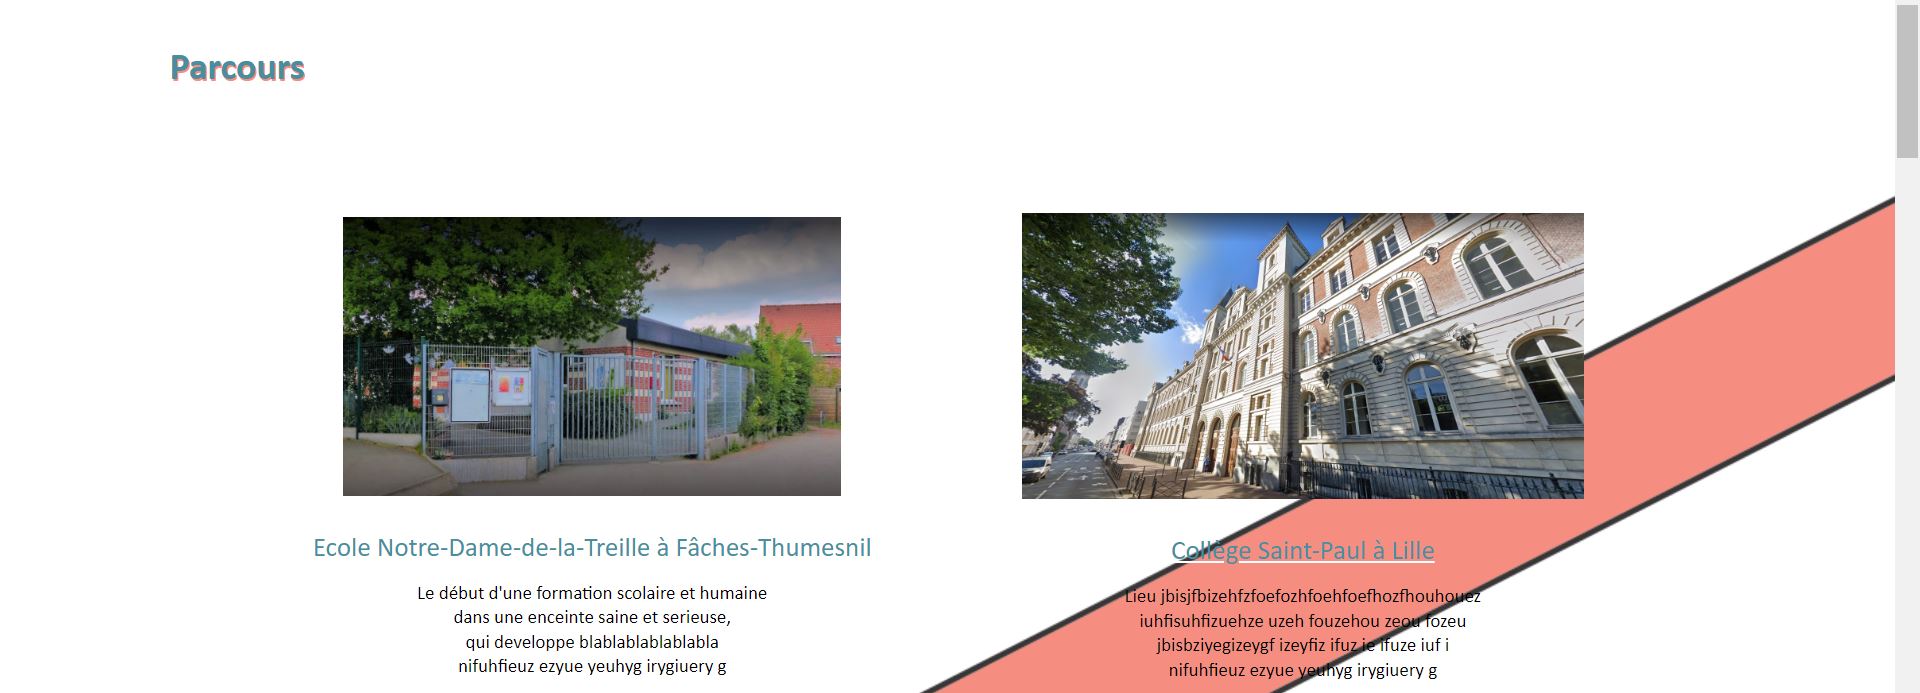 Parcours
Ecole Notre-Dame-de-la-Treille à Fâches-Thumesnil
Le début d'une formation scolaire et humaine
dans une enceinte saine et serieuse,
qui developpe blablablablablabla
nifuhfieuz ezyue yeuhyg irygiuery g
Collège Saint-Paul à Lille
Lieu jbisjfbizehfzfoefozhfoehfoefhozfhouhouez
iuhfisuhfizuehze uzeh fouzehou zeou fozeu
jbisbziyegizeygf izeyfiz ifuz ie ifuze iuf i
nifuhfieuz ezyue yeuhyg irygiuery g